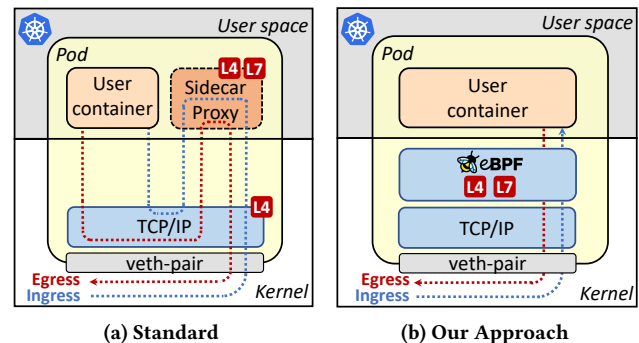 User space
Pod
L4 L7
User
container
Sidecar
Proxy
L4
TCP/IP
veth-pair
Egress
Ingress
Kernel
(a) Standard
User space
Pod
User
container
eBPF
L4 L7
TCP/IP
veth-pair
Egress
Ingress
Kernel
(b) Our Approach